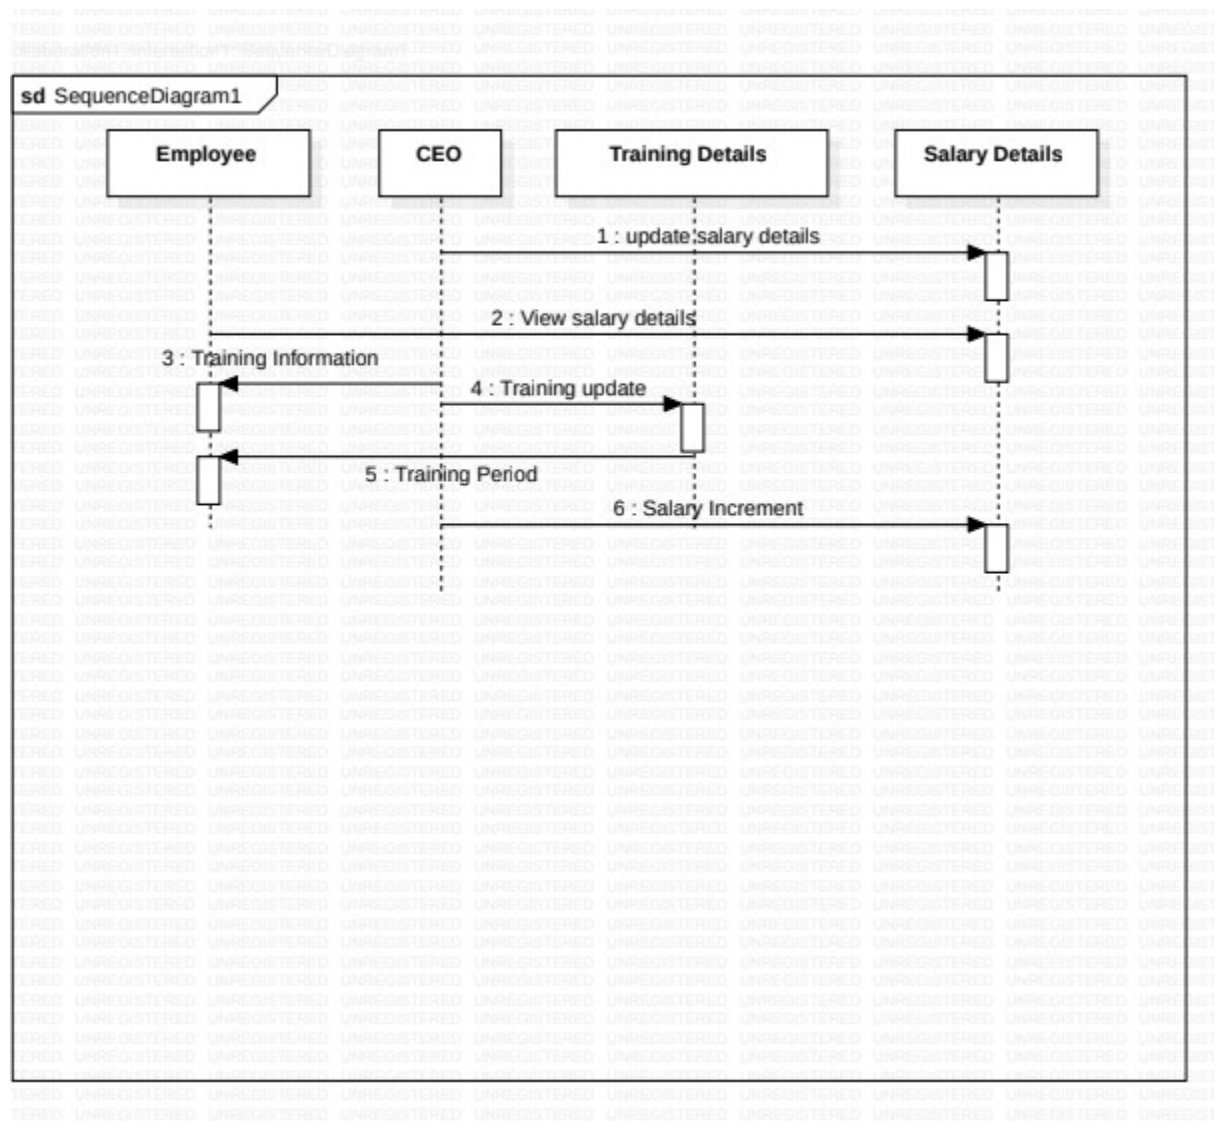 sd SequenceDiagram1
Employee
CEO
Training Details
Salary Details
1 : update salary details
2 : View salary details
3 : Training Information
4 : Training update
5 : Training Period
6 : Salary Increment
UNREGISTERED